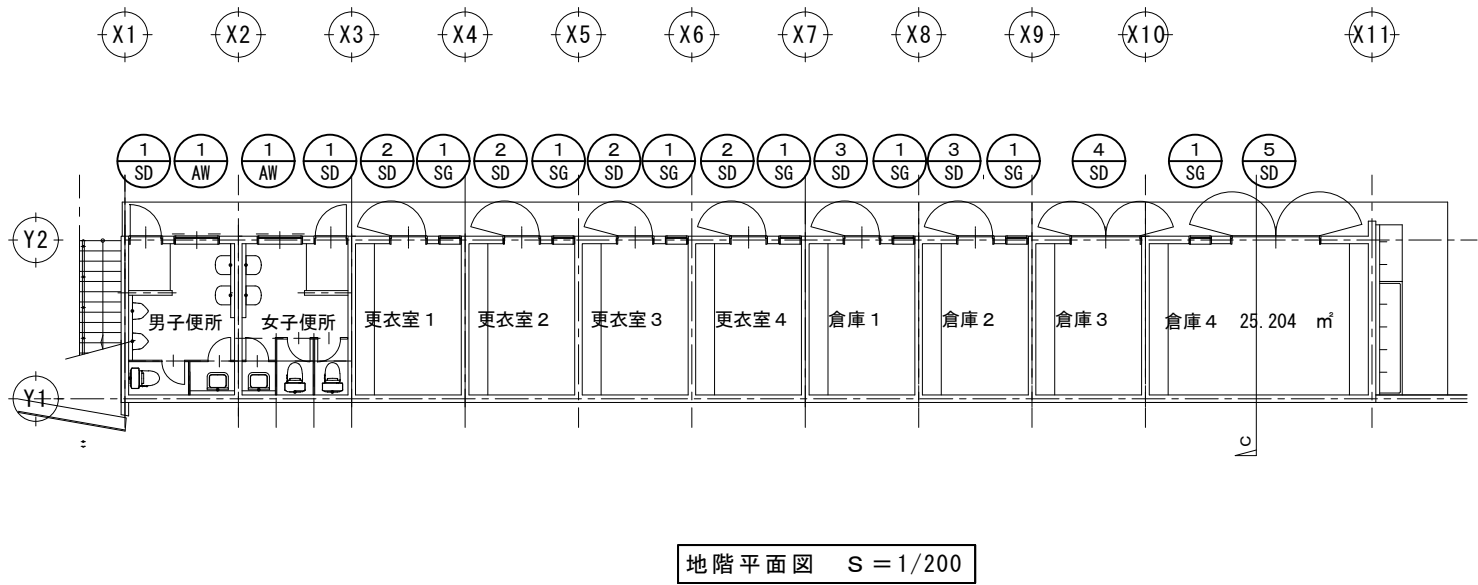 X1 X2 X3 X4 X5 X6 X7 X8 X9 X10 X11
1 1 1 1 2 1 2 1 2 1 2 1 3 1 3 1 4 1 5
SD AW AW SD SD SG SD SG SD SG SD SG SD SG SD SG SD SG SD
Y2
男子便所 女子便所 更衣室1 更衣室2 更衣室3 更衣室4 倉庫1 倉庫2 倉庫3 倉庫4 25.204 ㎡
Y1
C
地階平面図 S=1/200